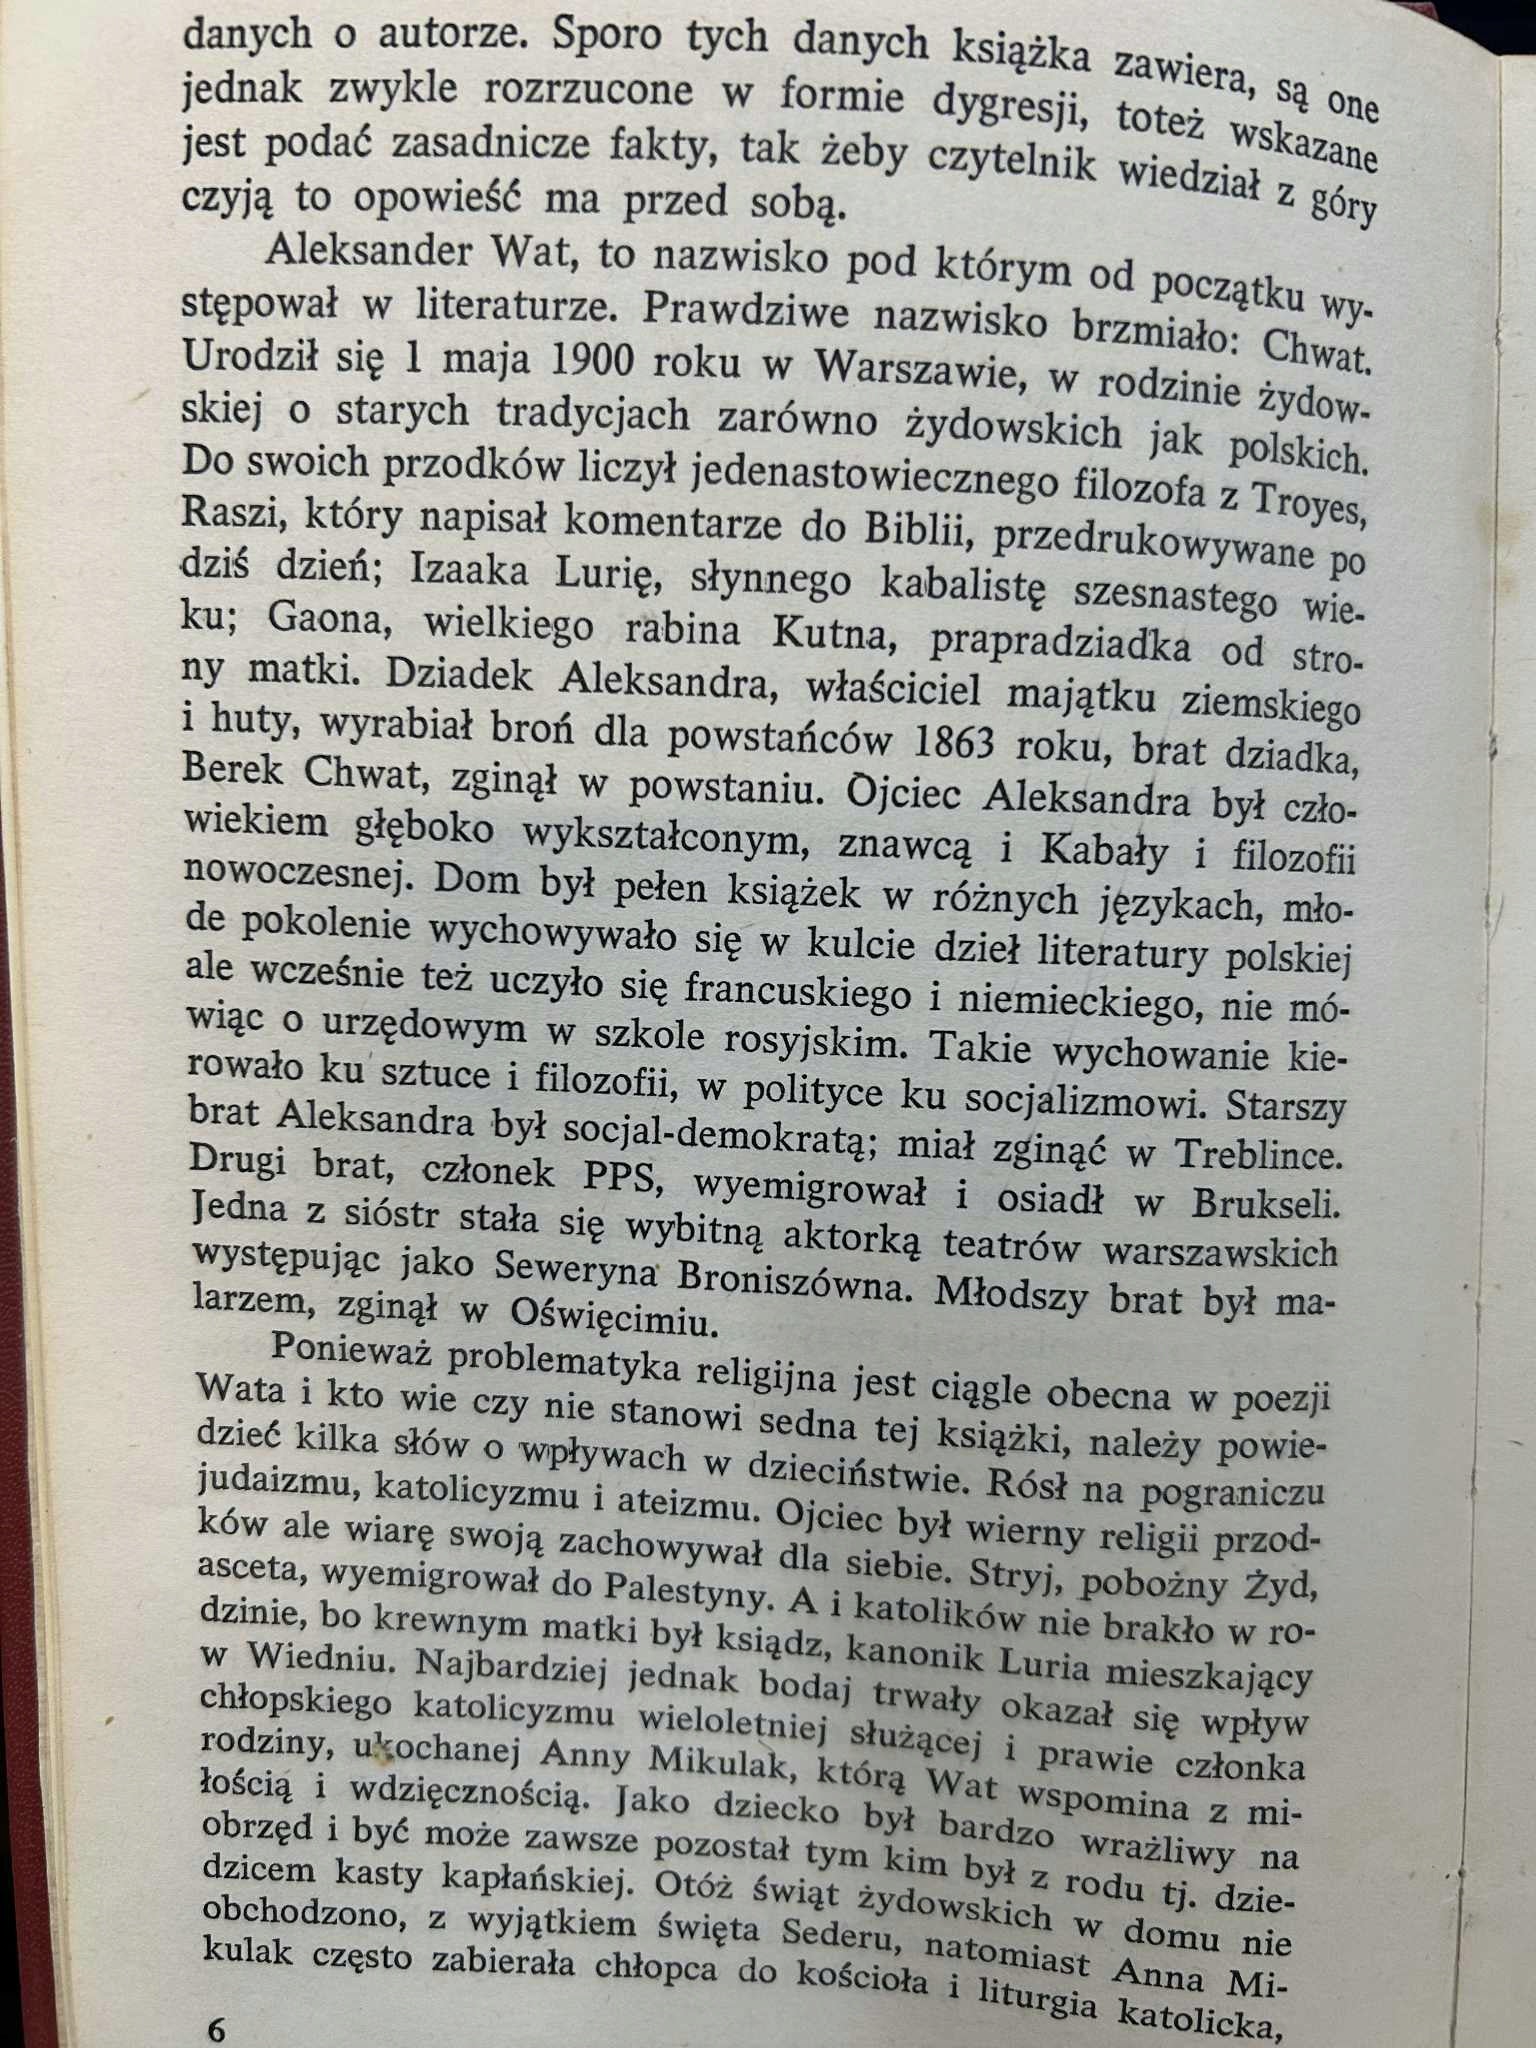 danych o autorze. Sporo tych danych książka zawiera, są one
jednak zwykle rozrzucone w formie dygresji, toteż wskazane
jest podać zasadnicze fakty, tak żeby czytelnik wiedział z góry
czyją to opowieść ma przed sobą.
Aleksander Wat, to nazwisko pod którym od początku wy-
stępował w literaturze. Prawdziwe nazwisko brzmiało: Chwat.
Urodził się 1 maja 1900 roku w Warszawie, w rodzinie żydow-
skiej o starych tradycjach zarówno żydowskich jak polskich.
Do swoich przodków liczył jedenastowiecznego filozofa z Troyes,
Raszi, który napisał komentarze do Biblii, przedrukowywane po
dziś dzień; Izaaka Lurię, słynnego kabalistę szesnastego wie-
ku; Gaona, wielkiego rabina Kutna, prapradziadka od stro-
ny matki. Dziadek Aleksandra, właściciel majątku ziemskiego
i huty, wyrabiał broń dla powstańców 1863 roku, brat dziadka,
Berek Chwat, zginął w powstaniu. Ojciec Aleksandra był czło-
wiekiem głęboko wykształconym, znawcą i Kabały i filozofii
nowoczesnej. Dom był pełen książek w różnych językach, mło-
de pokolenie wychowywało się w kulcie dzieł literatury polskiej
ale wcześnie też uczyło się francuskiego i niemieckiego, nie mó-
wiąc o urzędowym w szkole rosyjskim. Takie wychowanie kie-
rowało ku sztuce i filozofii, w polityce ku socjalizmowi. Starszy
brat Aleksandra był socjal-demokratą; miał zginąć w Treblince.
Drugi brat, członek PPS, wyemigrował i osiadł w Brukseli.
Jedna z sióstr stała się wybitną aktorką teatrów warszawskich
występując jako Seweryna Broniszówna. Młodszy brat był ma-
larzem, zginął w Oświęcimiu.
Ponieważ problematyka religijna jest ciągle obecna w poezji
Wata i kto wie czy nie stanowi sedna tej książki, należy powie-
dzieć kilka słów o wpływach w dzieciństwie. Rósł na pograniczu
judaizmu, katolicyzmu i ateizmu. Ojciec był wierny religii przod-
ków ale wiarę swoją zachowywał dla siebie. Stryj, pobożny Żyd,
asceta, wyemigrował do Palestyny. A i katolików nie brakło w ro-
dzinie, bo krewnym matki był ksiądz, kanonik Luria mieszkający
w Wiedniu. Najbardziej jednak bodaj trwały okazał się wpływ
chłopskiego katolicyzmu wieloletniej służącej i prawie członka
rodziny, ukochanej Anny Mikulak, którą Wat wspomina z mi-
łością i wdzięcznością. Jako dziecko był bardzo wrażliwy na
obrzęd i być może zawsze pozostał tym kim był z rodu tj. dzie-
dzicem kasty kapłańskiej. Otóż świąt żydowskich w domu nie
obchodzono, z wyjątkiem święta Sederu, natomiast Anna Mi-
kulak często zabierała chłopca do kościoła i liturgia katolicka,
6